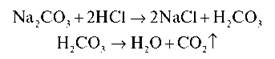 Na₂CO₃ + 2HCl → 2NaCl + H₂CO₃
H₂CO₃ → H₂O + CO₂↑